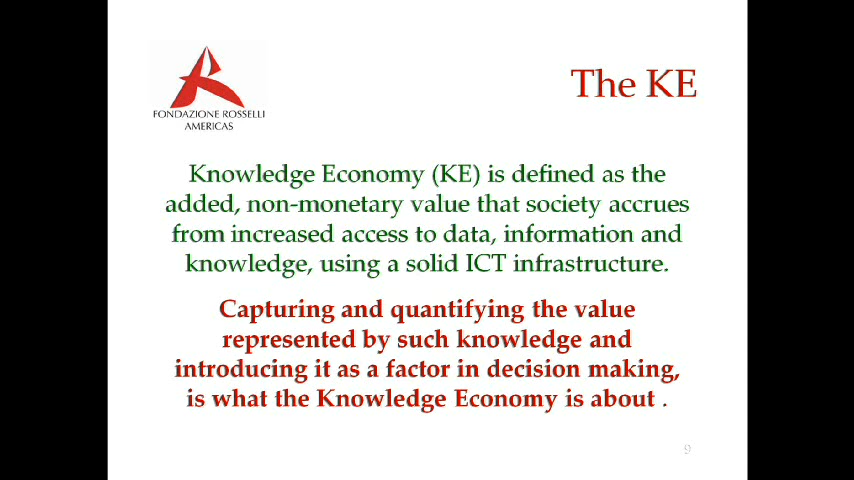 The KE
FONDAZIONE ROSSELLI
AMERICAS
Knowledge Economy (KE) is defined as the
added, non-monetary value that society accrues
from increased access to data, information and
knowledge, using a solid ICT infrastructure.
Capturing and quantifying the value
represented by such knowledge and
introducing it as a factor in decision making,
is what the Knowledge Economy is about .
9